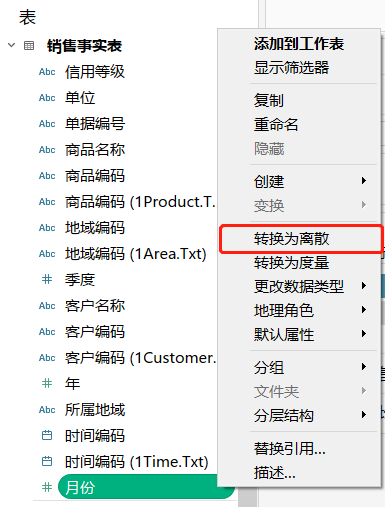 表
销售事实表
Abc 信用等级
Abc 单位
Abc 单据编号
Abc 商品名称
Abc 商品编码
Abc 商品编码 (1Product.T...
Abc 地域编码
Abc 地域编码 (1Area.Txt)
# 季度
Abc 客户名称
Abc 客户编码
Abc 客户编码 (1Customer.
# 年
Abc 所属地域
时间编码
时间编码 (1Time.Txt)
# 月份
添加到工作表
显示筛选器
复制
重命名
隐藏
创建
变换
转换为离散
转换为度量
更改数据类型
地理角色
默认属性
分组
文件夹
分层结构
替换引用...
描述...